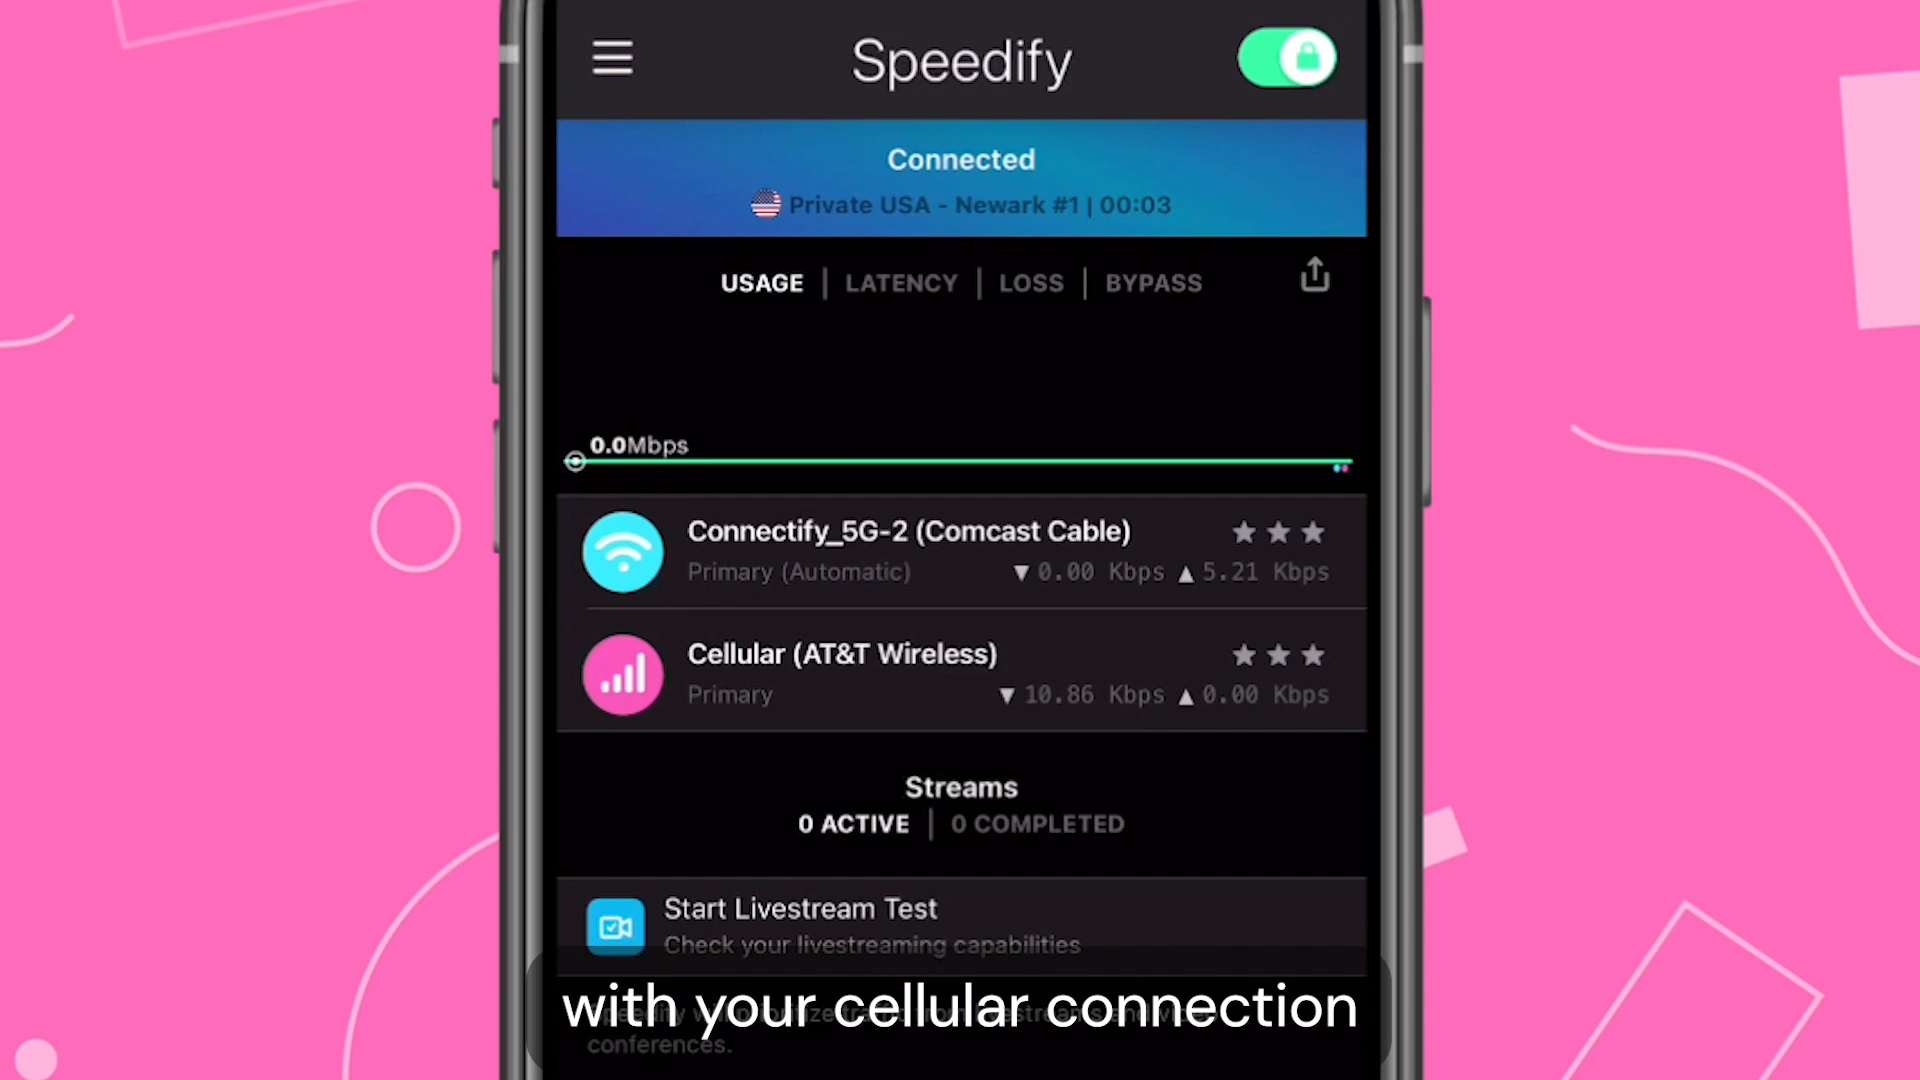 Speedify
Connected
Private USA - Newark #1 | 00:03
USAGE | LATENCY | LOSS | BYPASS
0.0Mbps
Connectify_5G-2 (Comcast Cable)
Primary (Automatic) ▼ 0.00 Kbps ▲ 5.21 Kbps
Cellular (AT&T Wireless)
Primary ▼ 10.86 Kbps ▲ 0.00 Kbps
Streams
0 ACTIVE | 0 COMPLETED
Start Livestream Test
Check your livestreaming capabilities
with your cellular connection
conferences.